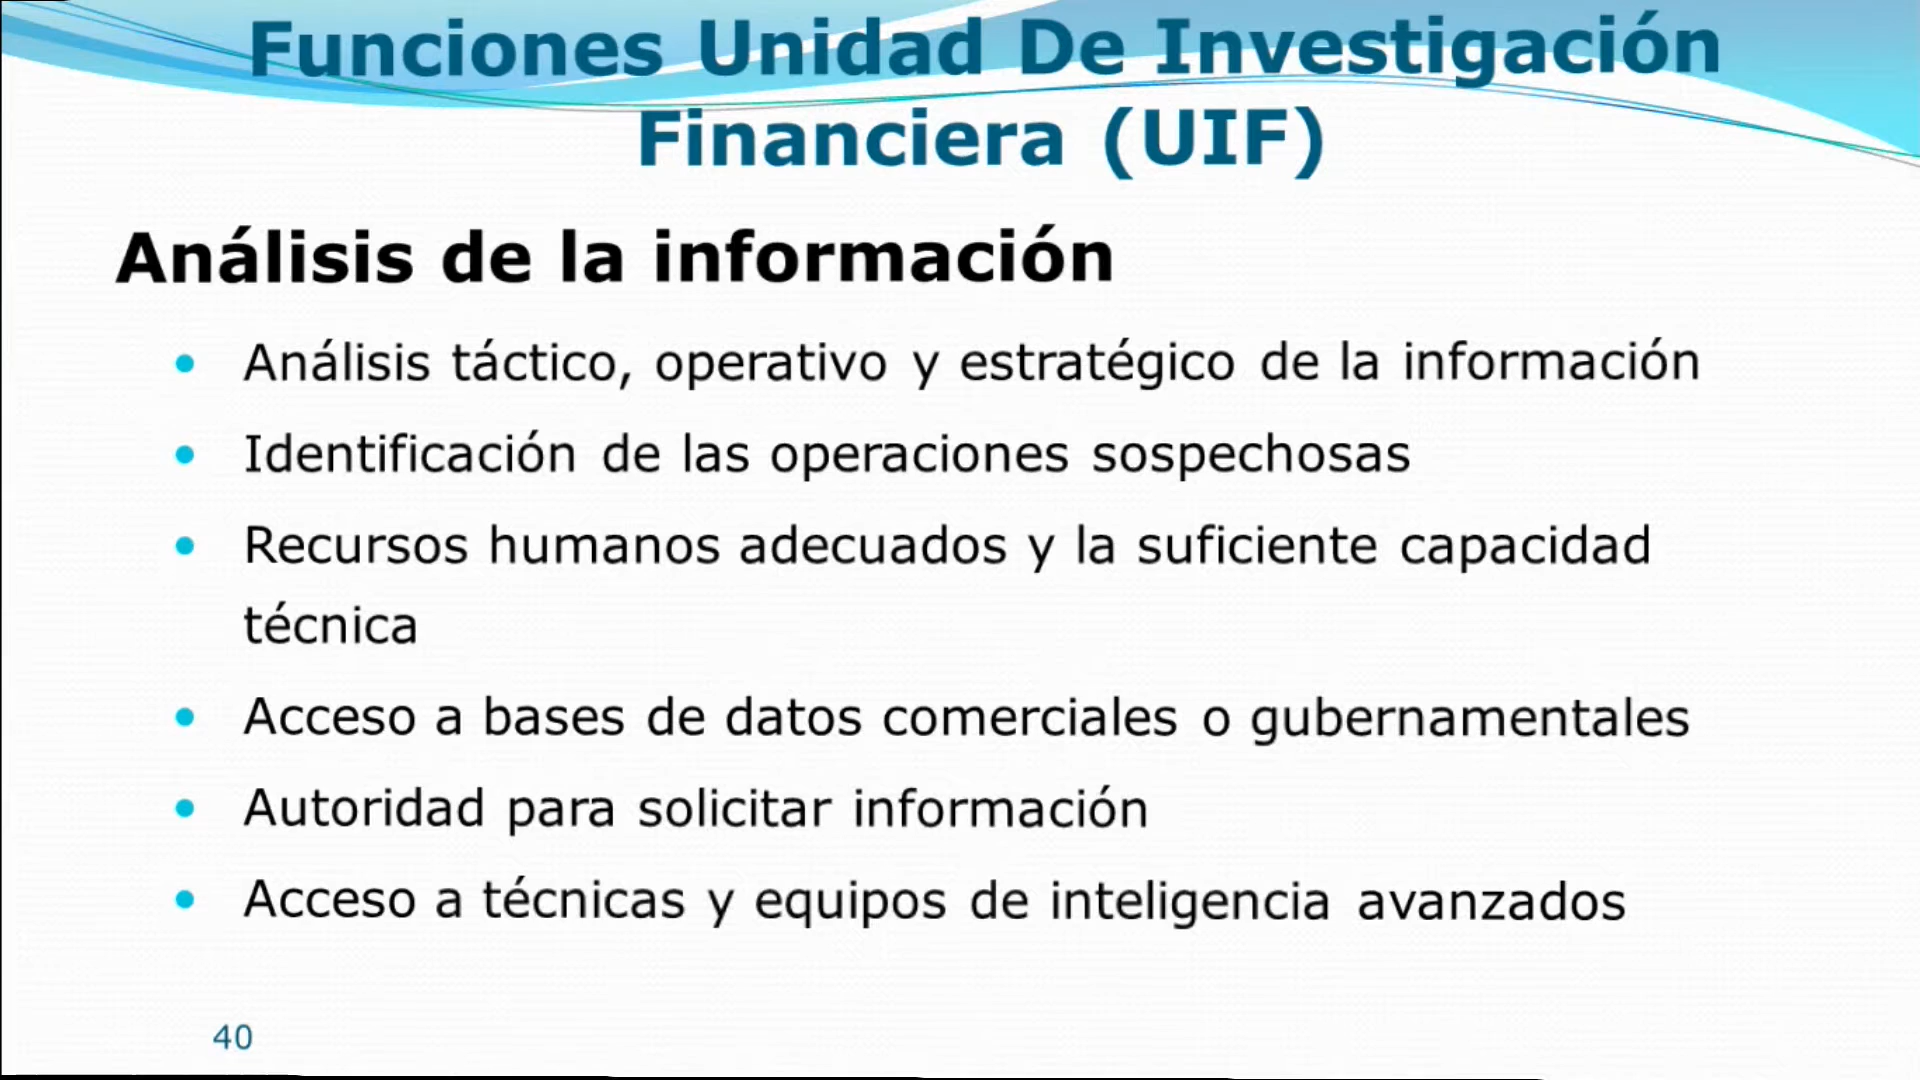 Funciones Unidad De Investigación
Financiera (UIF)
Análisis de la información
• Análisis táctico, operativo y estratégico de la información
• Identificación de las operaciones sospechosas
• Recursos humanos adecuados y la suficiente capacidad
técnica
• Acceso a bases de datos comerciales o gubernamentales
• Autoridad para solicitar información
• Acceso a técnicas y equipos de inteligencia avanzados
40